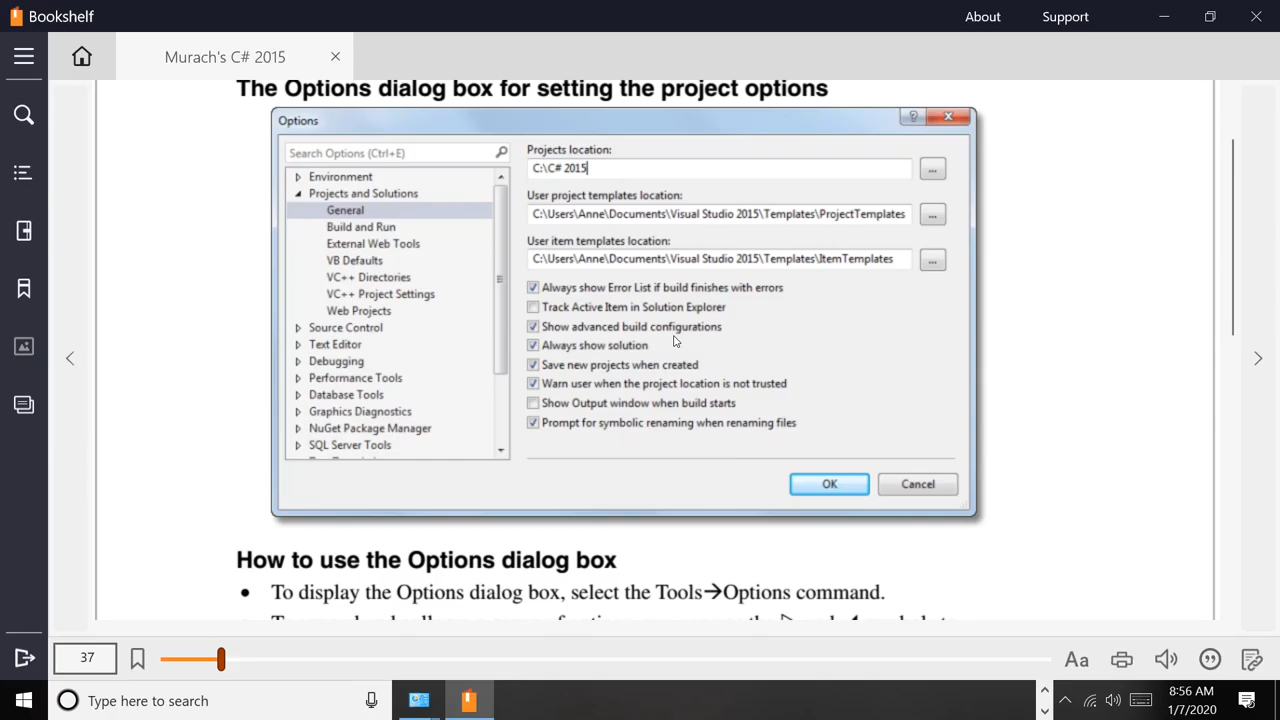 Bookshelf
About
Support
Murach's C# 2015
The Options dialog box for setting the project options
Options
Search Options (Ctrl+E)
Environment
Projects and Solutions
General
Build and Run
External Web Tools
VB Defaults
VC++ Directories
VC++ Project Settings
Web Projects
Source Control
Text Editor
Debugging
Performance Tools
Database Tools
Graphics Diagnostics
NuGet Package Manager
SQL Server Tools
Projects location:
C:\C# 2015
...
User project templates location:
C:\Users\Anne\Documents\Visual Studio 2015\Templates\ProjectTemplates
...
User item templates location:
C:\Users\Anne\Documents\Visual Studio 2015\Templates\ItemTemplates
...
Always show Error List if build finishes with errors
Track Active Item in Solution Explorer
Show advanced build configurations
Always show solution
Save new projects when created
Warn user when the project location is not trusted
Show Output window when build starts
Prompt for symbolic renaming when renaming files
OK
Cancel
How to use the Options dialog box
• To display the Options dialog box, select the Tools→Options command.
37
Aa
Type here to search
8:56 AM
1/7/2020